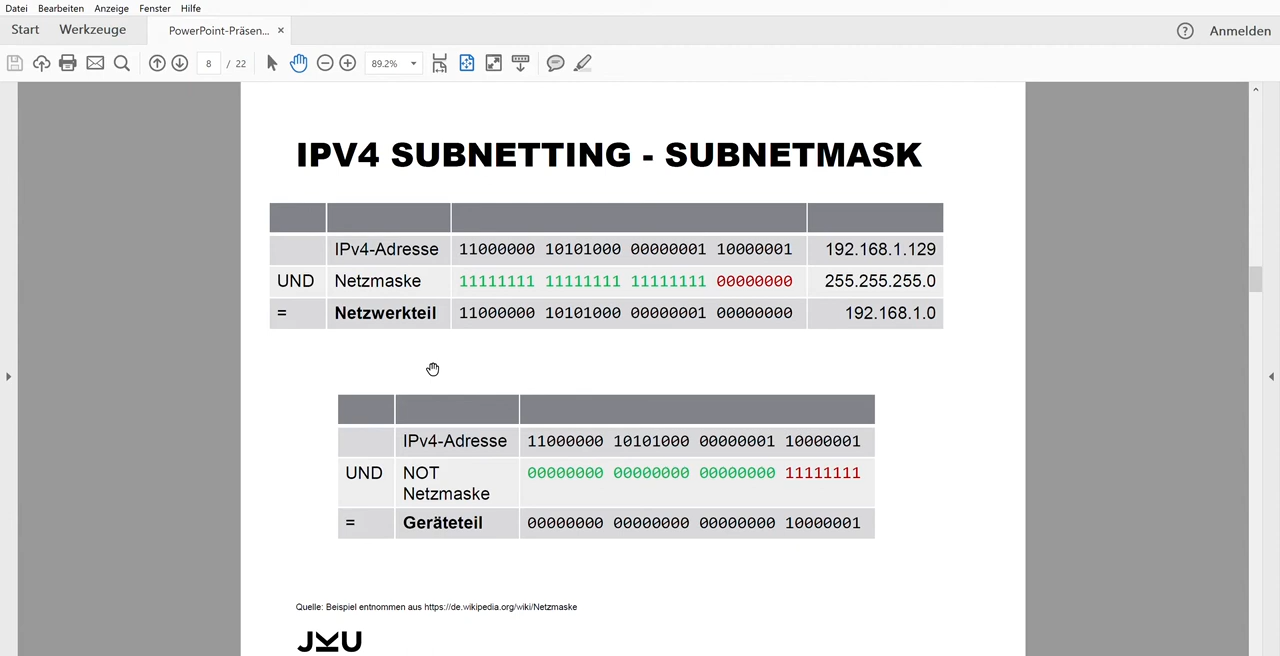 Datei Bearbeiten Anzeige Fenster Hilfe
Start Werkzeuge PowerPoint-Präsen... × ? Anmelden
8 / 22 89.2%
IPV4 SUBNETTING - SUBNETMASK
IPv4-Adresse 11000000 10101000 00000001 10000001 192.168.1.129
UND Netzmaske 11111111 11111111 11111111 00000000 255.255.255.0
= Netzwerkteil 11000000 10101000 00000001 00000000 192.168.1.0
IPv4-Adresse 11000000 10101000 00000001 10000001
UND NOT 00000000 00000000 00000000 11111111
Netzmaske
= Geräteteil 00000000 00000000 00000000 10000001
Quelle: Beispiel entnommen aus https://de.wikipedia.org/wiki/Netzmaske
JKU